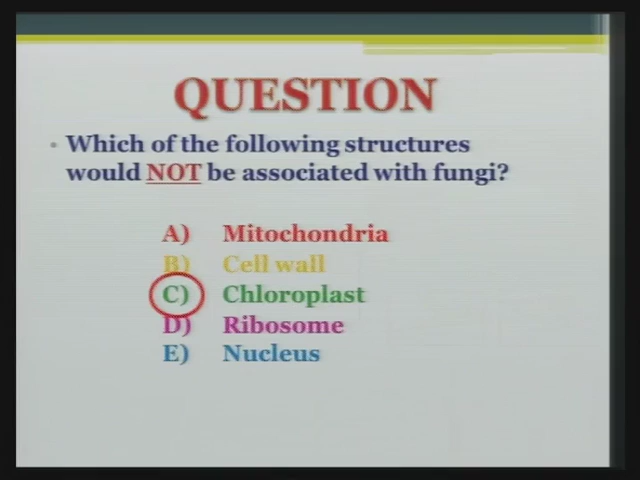 QUESTION
• Which of the following structures
would NOT be associated with fungi?
A) Mitochondria
B) Cell wall
C) Chloroplast
D) Ribosome
E) Nucleus